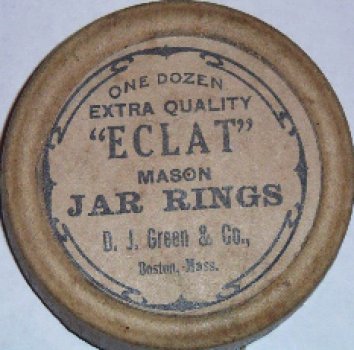 ONE DOZEN
EXTRA QUALITY
"ECLAT"
MASON
JAR RINGS
D. J. Green & Co.,
Boston, Mass.